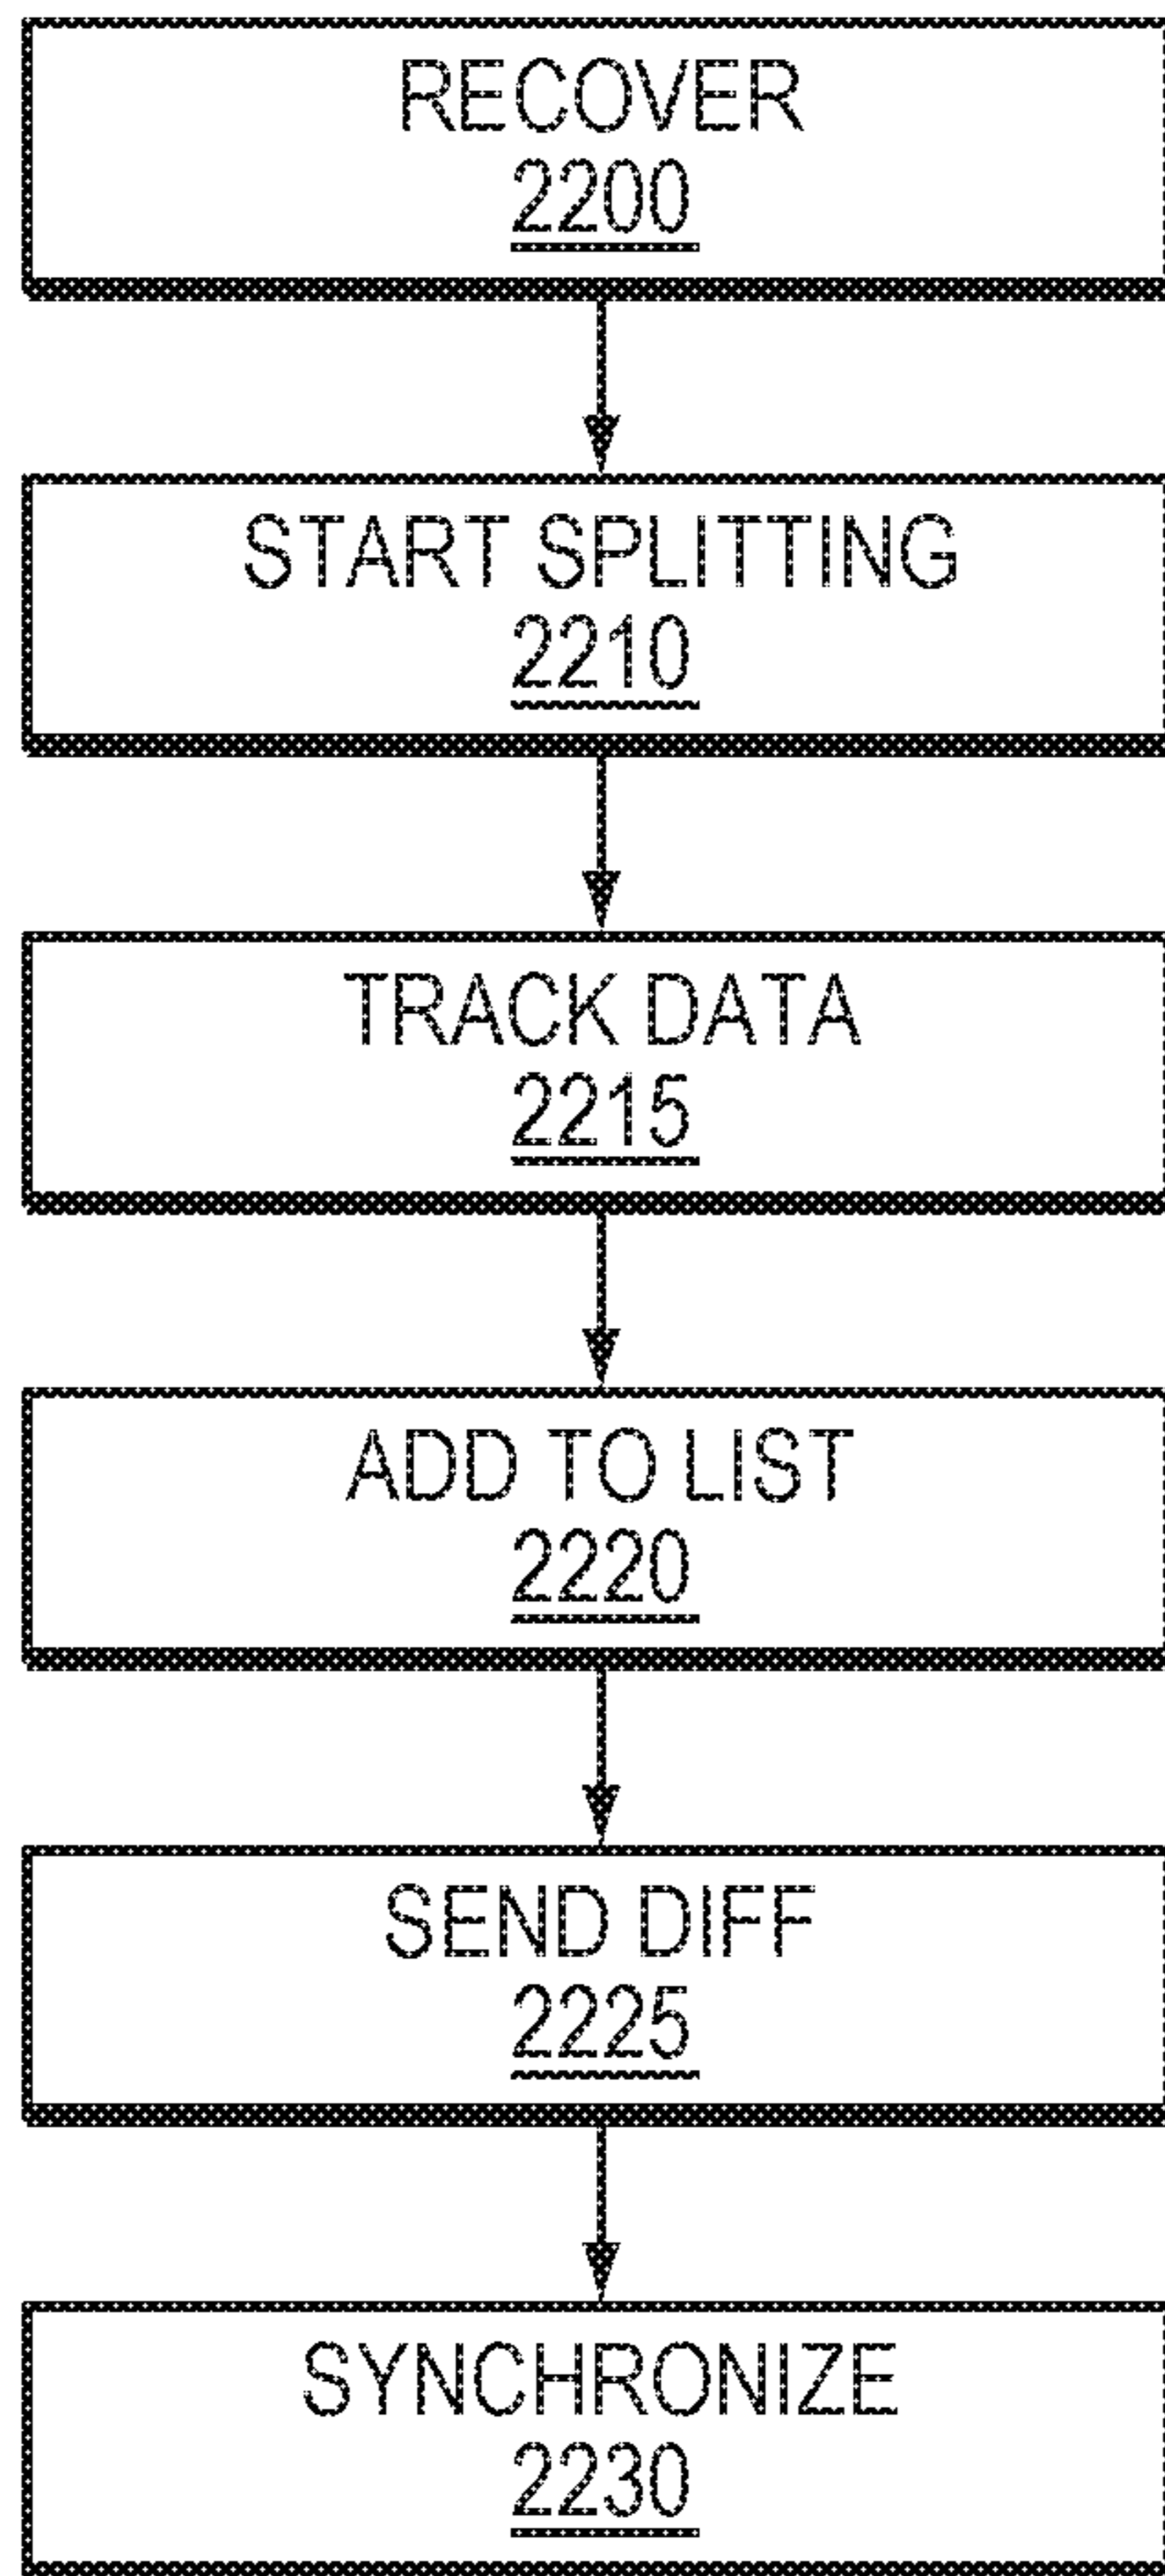 RECOVER
2200
START SPLITTING
2210
TRACK DATA
2215
ADD TO LIST
2220
SEND DIFF
2225
SYNCHRONIZE
2230